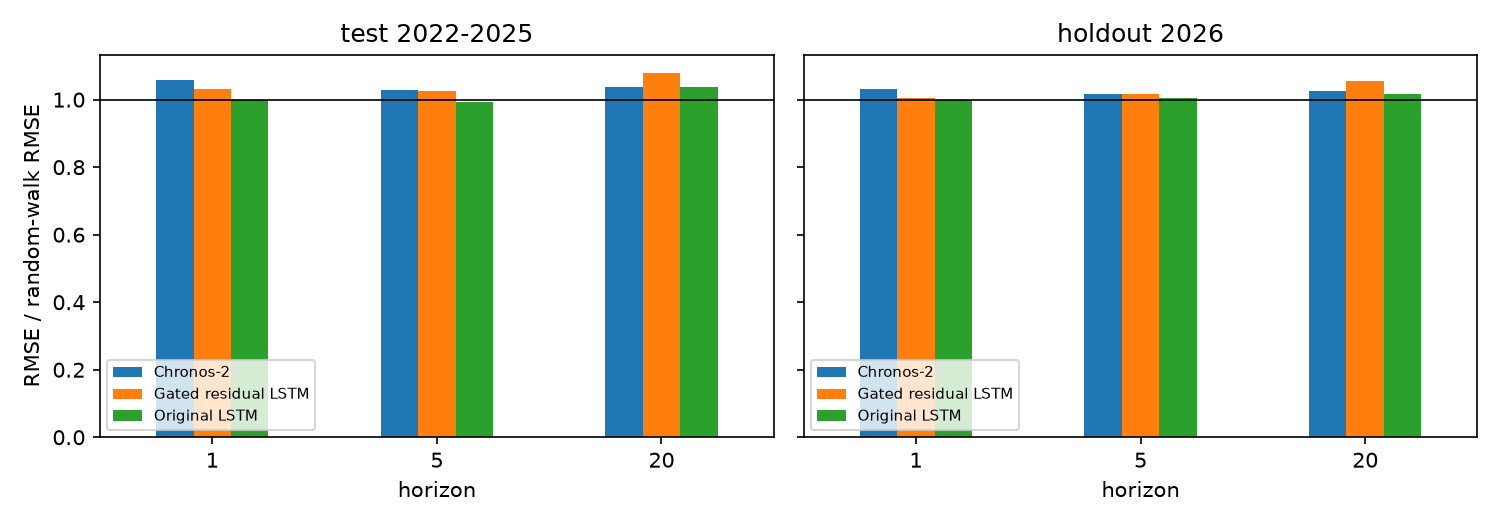 test 2022-2025
RMSE / random-walk RMSE
1.0
0.8
0.6
0.4
0.2
0.0
Chronos-2
Gated residual LSTM
Original LSTM
1
5
20
horizon
holdout 2026
Chronos-2
Gated residual LSTM
Original LSTM
1
5
20
horizon